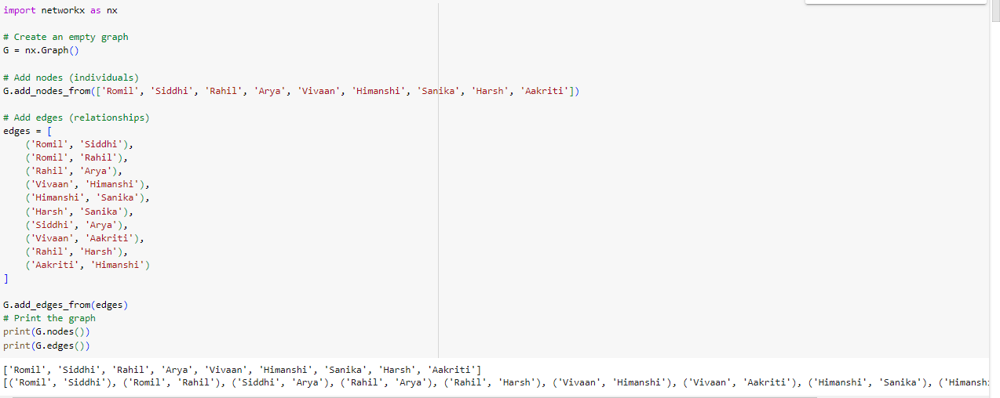 import networkx as nx
# Create an empty graph
G = nx.Graph()
# Add nodes (individuals)
G.add_nodes_from(['Romil', 'Siddhi', 'Rahil', 'Arya', 'Vivaan', 'Himanshi', 'Sanika', 'Harsh', 'Aakriti'])
# Add edges (relationships)
edges = [
    ('Romil', 'Siddhi'),
    ('Romil', 'Rahil'),
    ('Rahil', 'Arya'),
    ('Vivaan', 'Himanshi'),
    ('Himanshi', 'Sanika'),
    ('Harsh', 'Sanika'),
    ('Siddhi', 'Arya'),
    ('Vivaan', 'Aakriti'),
    ('Rahil', 'Harsh'),
    ('Aakriti', 'Himanshi')
]
G.add_edges_from(edges)
# Print the graph
print(G.nodes())
print(G.edges())
['Romil', 'Siddhi', 'Rahil', 'Arya', 'Vivaan', 'Himanshi', 'Sanika', 'Harsh', 'Aakriti']
[('Romil', 'Siddhi'), ('Romil', 'Rahil'), ('Siddhi', 'Arya'), ('Rahil', 'Arya'), ('Rahil', 'Harsh'), ('Vivaan', 'Himanshi'), ('Vivaan', 'Aakriti'), ('Himanshi', 'Sanika'), (